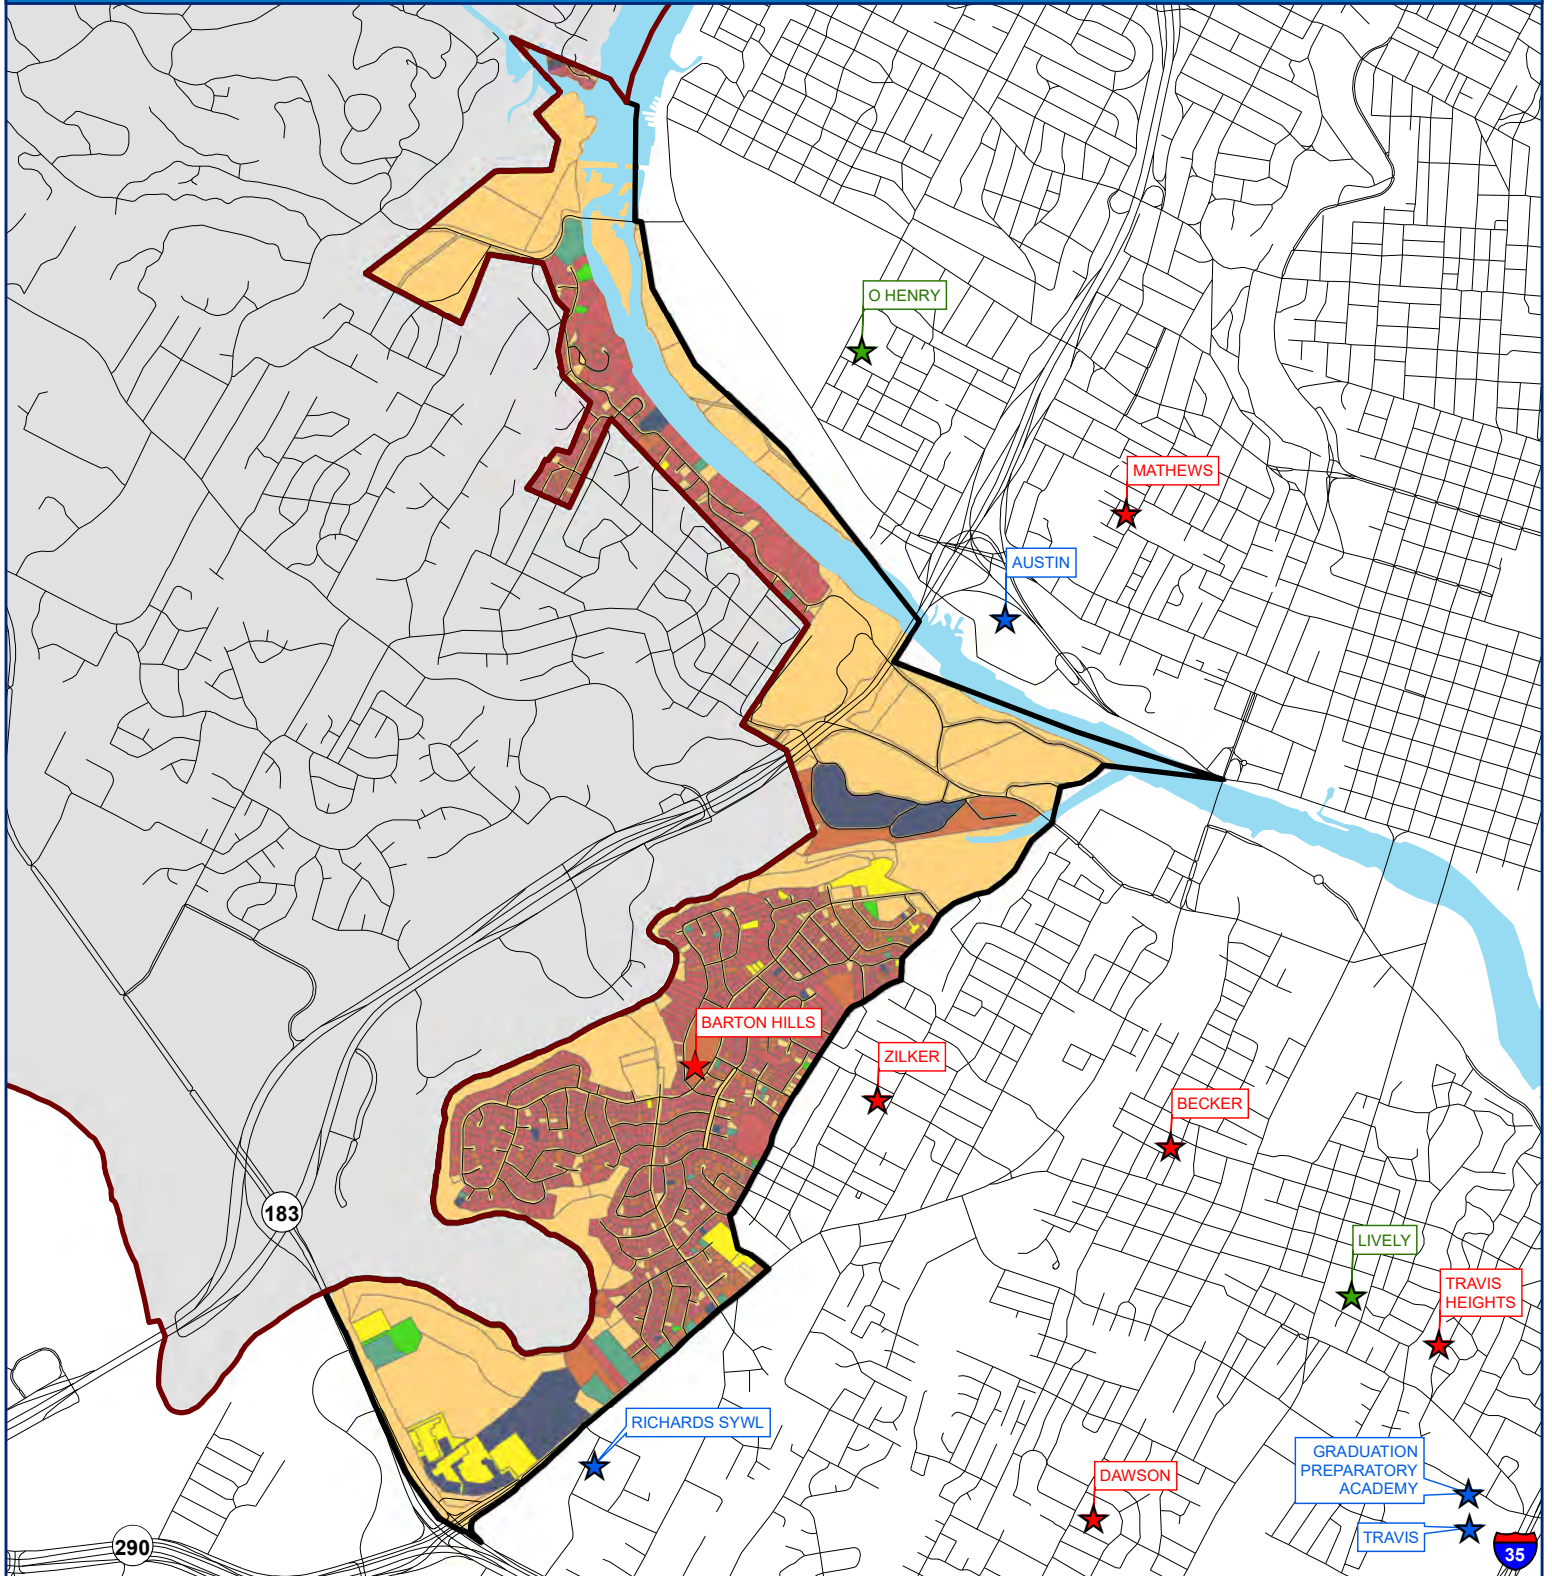 O HENRY
MATHEWS
AUSTIN
BARTON HILLS
ZILKER
BECKER
183
LIVELY
TRAVIS
HEIGHTS
RICHARDS SYWL
GRADUATION
PREPARATORY
ACADEMY
DAWSON
TRAVIS
290
35